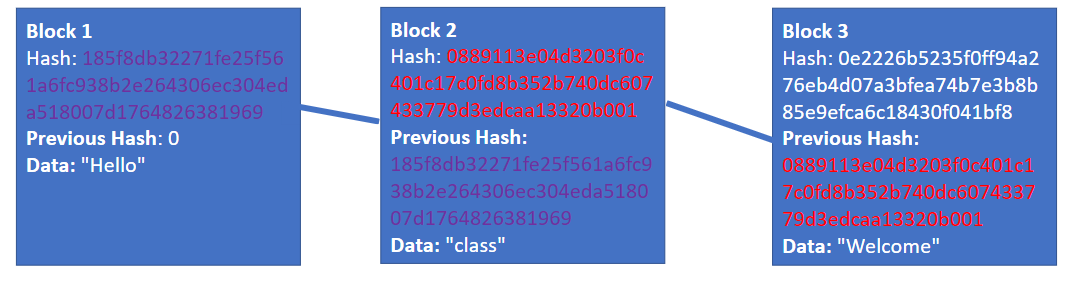 Block 1
Hash: 185f8db32271fe25f56
1a6fc938b2e264306ec304ed
a518007d1764826381969
Previous Hash: 0
Data: "Hello"
Block 2
Hash: 0889113e04d3203f0c
401c17c0fd8b352b740dc607
433779d3edcaa13320b001
Previous Hash:
185f8db32271fe25f561a6fc9
38b2e264306ec304eda5180
07d1764826381969
Data: "class"
Block 3
Hash: 0e2226b5235f0ff94a2
76eb4d07a3bfea74b7e3b8b
85e9efca6c18430f041bf8
Previous Hash:
0889113e04d3203f0c401c1
7c0fd8b352b740dc6074337
79d3edcaa13320b001
Data: "Welcome"